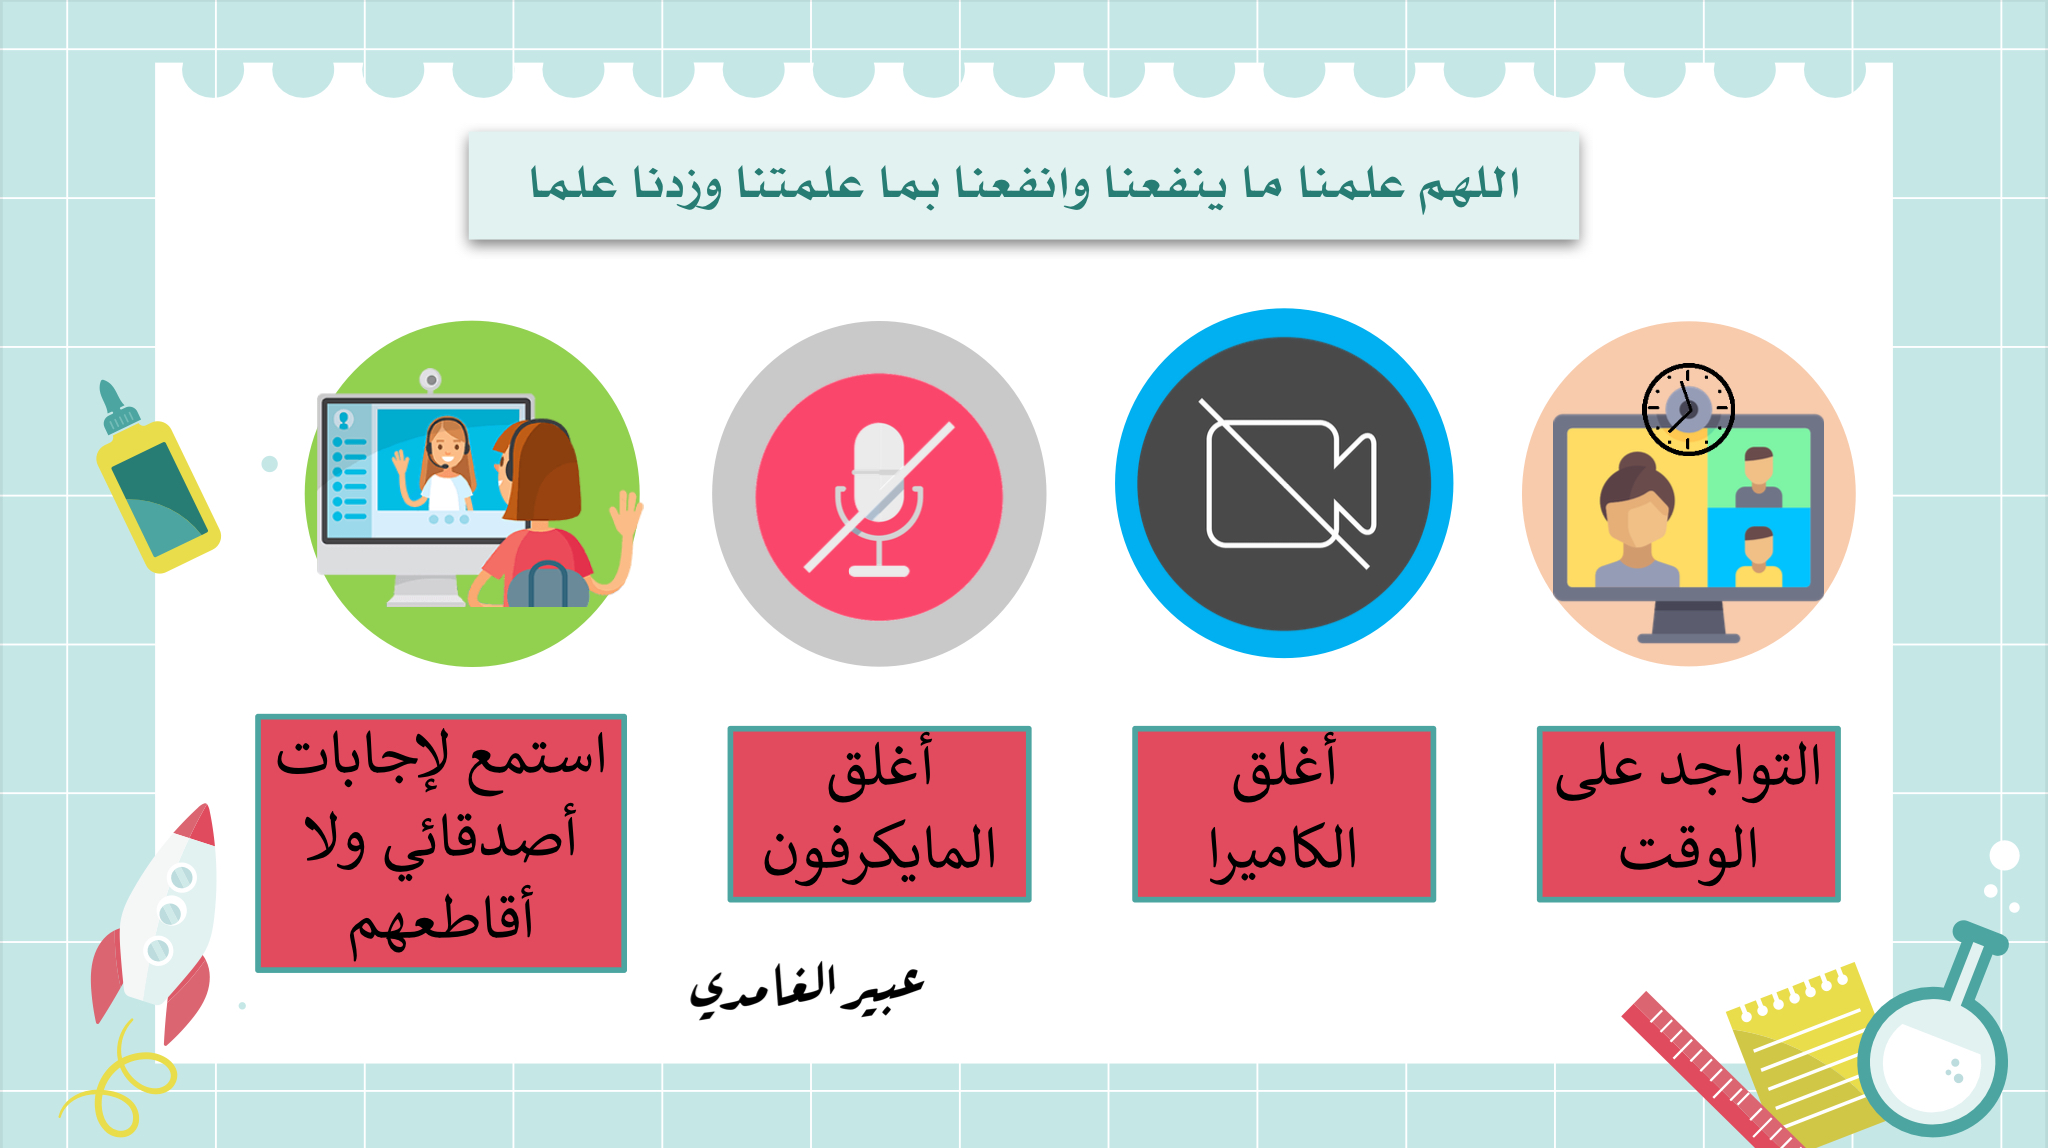 اللهم علمنا ما ينفعنا وانفعنا بما علمتنا وزدنا علما
التواجد على
الوقت
أغلق
الكاميرا
أغلق
المايكرفون
استمع لإجابات
أصدقائي ولا
أقاطعهم
عبير الغامدي